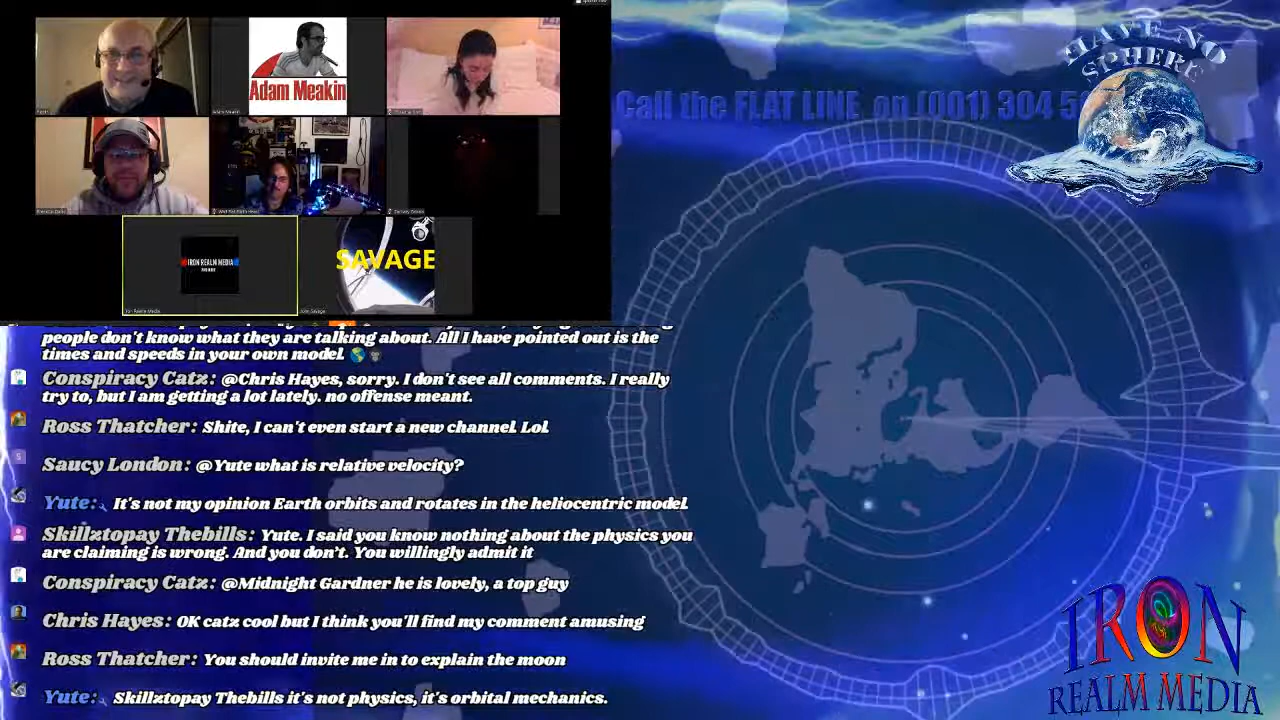 Adam Meakin
IRON REALM MEDIA
SAVAGE
John Savage
HAVE NO
SPHERE
Call the FLAT LINE on (901) 304 5
people don't know what they are talking about. All I have pointed out is the
times and speeds in your own model. 🌎
Conspiracy Catz: @Chris Hayes, sorry. I don't see all comments. I really
try to, but I am getting a lot lately. no offense meant.
Ross Thatcher: Shite, I can't even start a new channel. Lol.
S
Saucy London: @Yute what is relative velocity?
Yute: It's not my opinion Earth orbits and rotates in the heliocentric model.
Skillztopay Thebills: Yute. I said you know nothing about the physics you
are claiming is wrong. And you don't. You willingly admit it
Conspiracy Catz: @Midnight Gardner he is lovely, a top guy
Chris Hayes: OK catz cool but I think you'll find my comment amusing
Ross Thatcher: You should invite me in to explain the moon
Yute: Skillztopay Thebills it's not physics, it's orbital mechanics.
IRON
REALM MEDIA